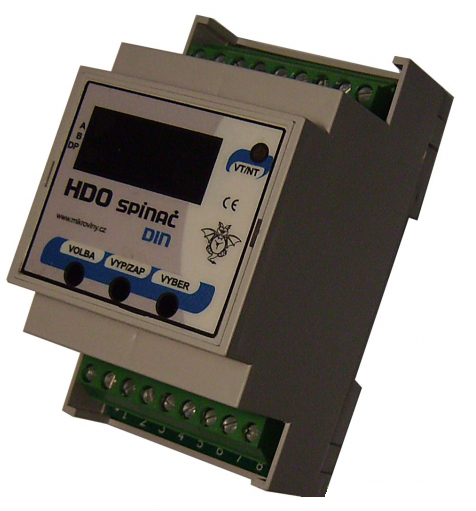 A
B
DP
VT/NT
HDO SPÍNAČ
DIN
CE
www.mikrovlny.cz
VOLBA
VYP/ZAP
VYBER
1 2 3 4 5 6 7 8